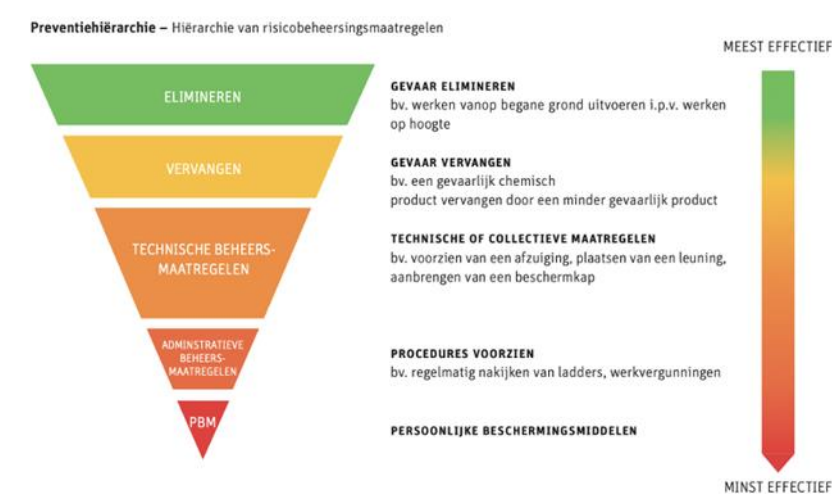 Preventiehiërarchie – Hiërarchie van risicobeheersingsmaatregelen
MEEST EFFECTIEF
ELIMINEREN
GEVAAR ELIMINEREN
bv. werken vanop begane grond uitvoeren i.p.v. werken
op hoogte
VERVANGEN
GEVAAR VERVANGEN
bv. een gevaarlijk chemisch
product vervangen door een minder gevaarlijk product
TECHNISCHE BEHEERS-
MAATREGELEN
TECHNISCHE OF COLLECTIEVE MAATREGELEN
bv. voorzien van een afzuiging, plaatsen van een leuning,
aanbrengen van een beschermkap
ADMINSTRATIEVE
BEHEERS-
MAATREGELEN
PROCEDURES VOORZIEN
bv. regelmatig nakijken van ladders, werkvergunningen
PBM
PERSOONLIJKE BESCHERMINGSMIDDELEN
MINST EFFECTIEF